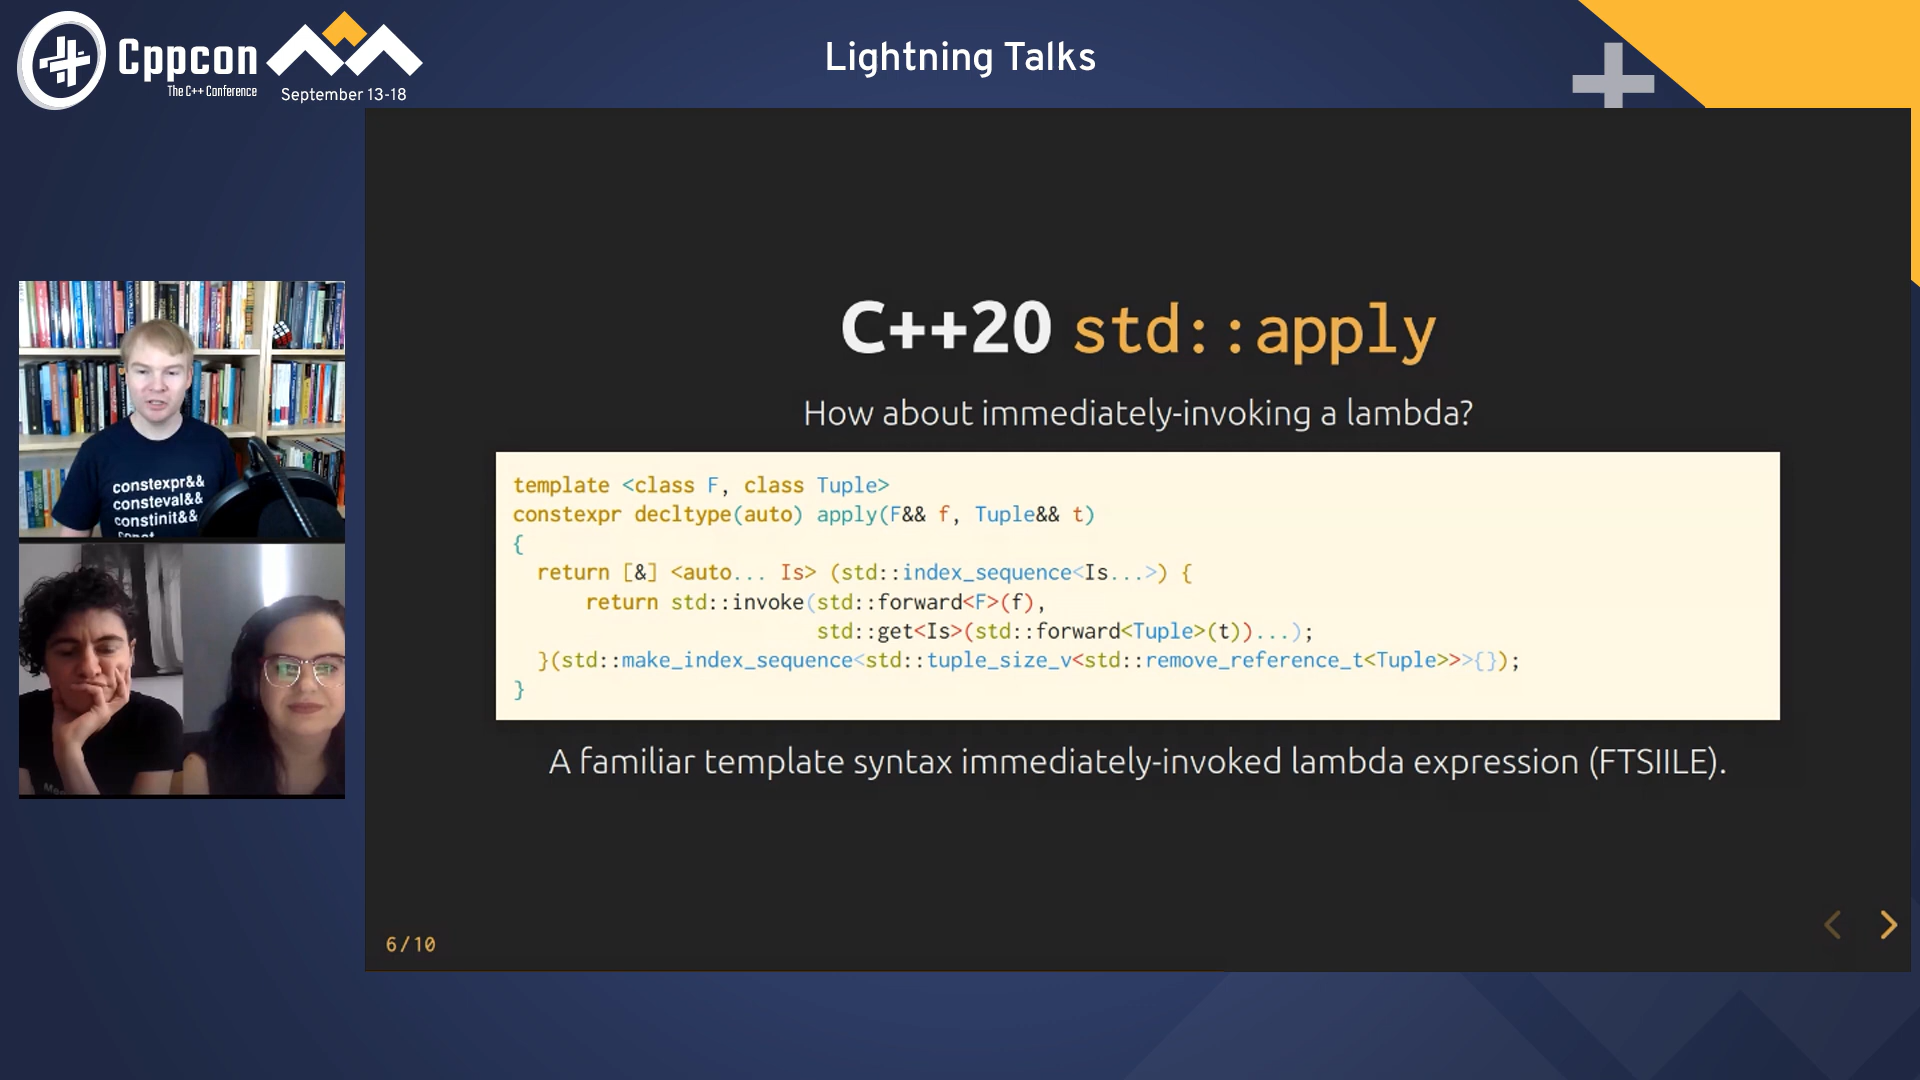 Cppcon
The C++ Conference
September 13-18
Lightning Talks
C++20 std::apply
How about immediately-invoking a lambda?
template <class F, class Tuple>
constexpr decltype(auto) apply(F&& f, Tuple&& t)
{
  return [&] <auto... Is> (std::index_sequence<Is...>) {
      return std::invoke(std::forward<F>(f),
                         std::get<Is>(std::forward<Tuple>(t))...);
  }(std::make_index_sequence<std::tuple_size_v<std::remove_reference_t<Tuple>>>{});
}
A familiar template syntax immediately-invoked lambda expression (FTSIILE).
6/10
constexpr&&
consteval&&
constinit&&